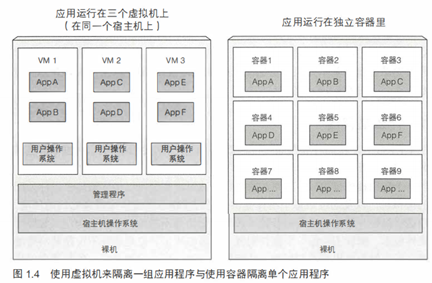 应用运行在三个虚拟机上
(在同一个宿主机上)
VM 1
VM 2
VM 3
App A
App C
App E
App B
App D
App F
用户操作
系统
用户操作
系统
用户操作
系统
管理程序
宿主机操作系统
裸机
应用运行在独立容器里
容器1
容器2
容器3
App A
App B
App C
容器4
容器5
容器6
App D
App E
App F
容器7
容器8
容器9
App ...
App ...
App ...
宿主机操作系统
裸机
图 1.4 使用虚拟机来隔离一组应用程序与使用容器隔离单个应用程序